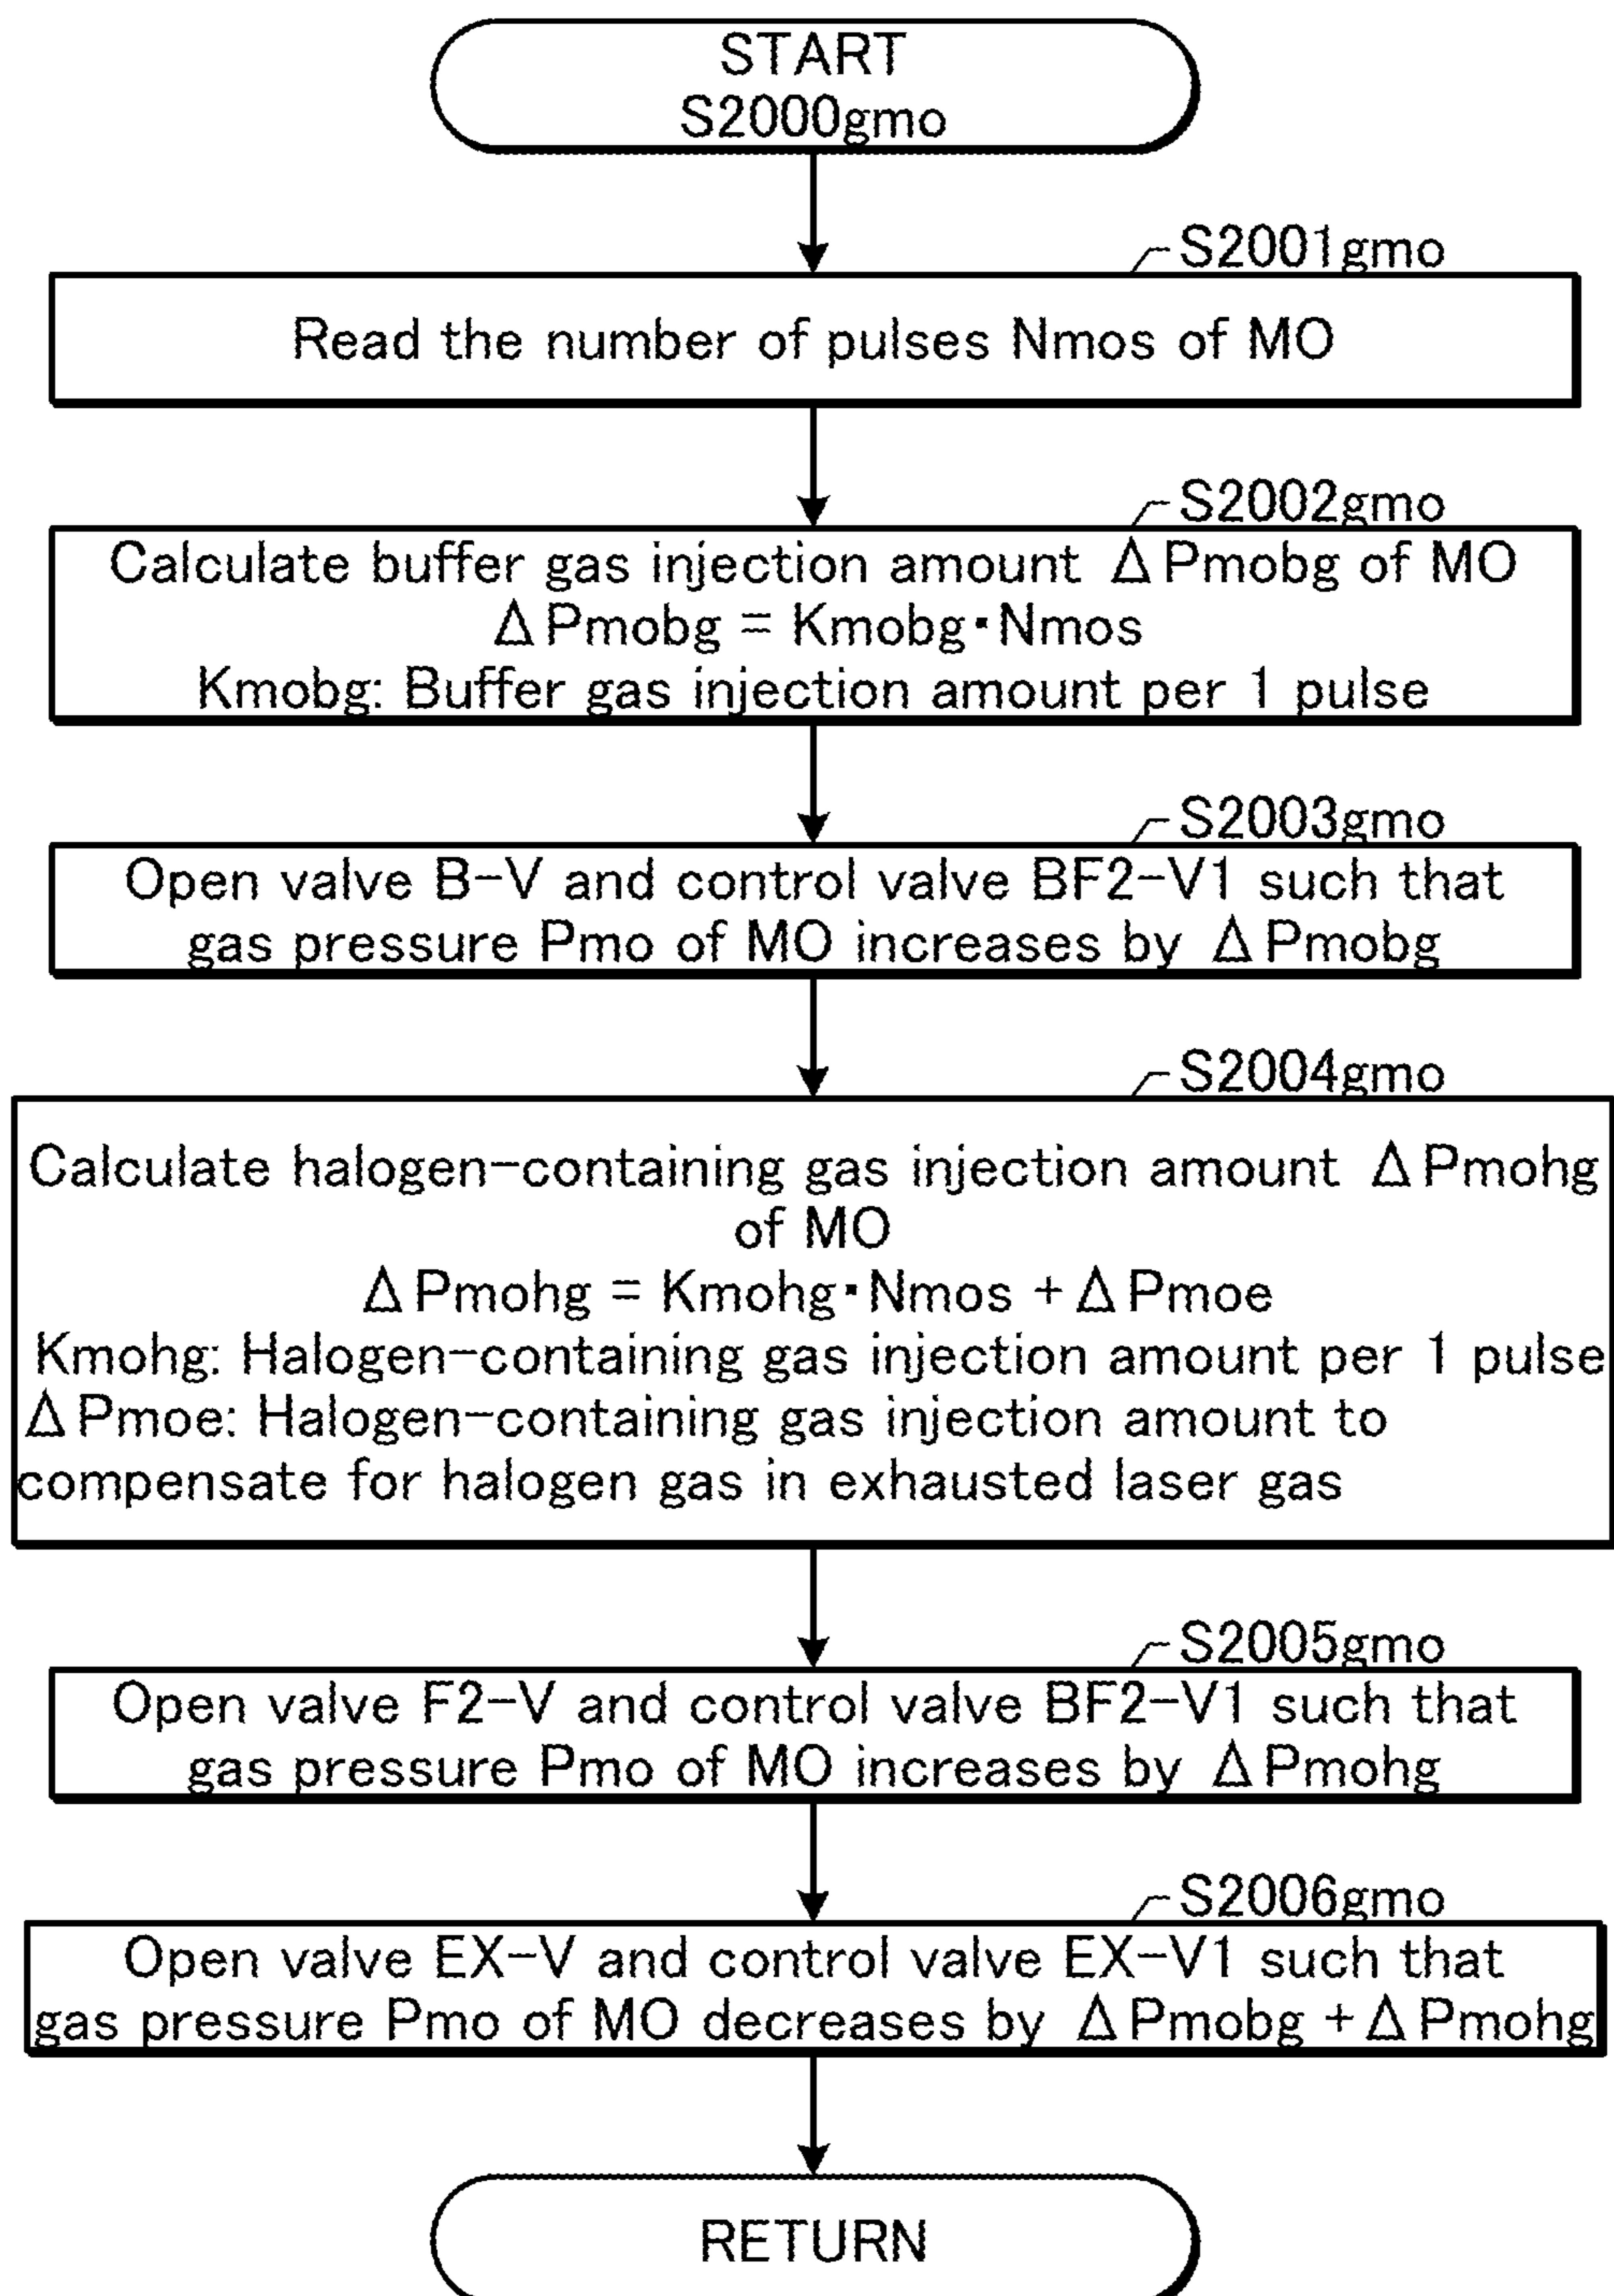 START
S2000gmo
S2001gmo
Read the number of pulses Nmos of MO
S2002gmo
Calculate buffer gas injection amount ΔPmobg of MO
ΔPmobg = Kmobg·Nmos
Kmobg: Buffer gas injection amount per 1 pulse
S2003gmo
Open valve B-V and control valve BF2-V1 such that
gas pressure Pmo of MO increases by ΔPmobg
S2004gmo
Calculate halogen-containing gas injection amount ΔPmohg
of MO
ΔPmohg = Kmohg·Nmos + ΔPmoe
Kmohg: Halogen-containing gas injection amount per 1 pulse
ΔPmoe: Halogen-containing gas injection amount to
compensate for halogen gas in exhausted laser gas
S2005gmo
Open valve F2-V and control valve BF2-V1 such that
gas pressure Pmo of MO increases by ΔPmohg
S2006gmo
Open valve EX-V and control valve EX-V1 such that
gas pressure Pmo of MO decreases by ΔPmobg + ΔPmohg
RETURN